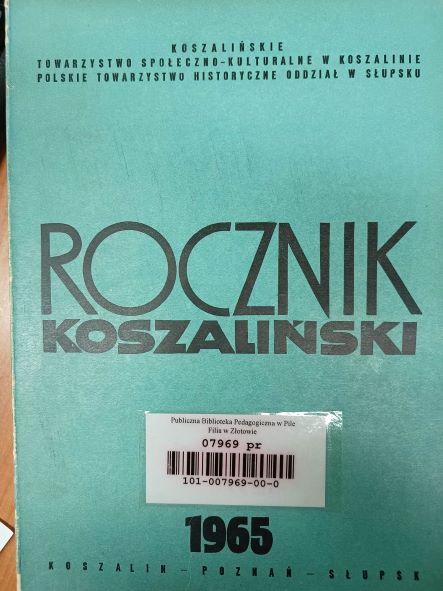 KOSZALIŃSKIE
TOWARZYSTWO SPOŁECZNO-KULTURALNE W KOSZALINIE
POLSKIE TOWARZYSTWO HISTORYCZNE ODDZIAŁ W SŁUPSKU
ROCZNIK
KOSZALIŃSKI
Publiczna Biblioteka Pedagogiczna w Pile
Filia w Złotowie
07969 pr
101-007969-00-0
1965
KOSZALIN – POZNAŃ – SŁUPSK